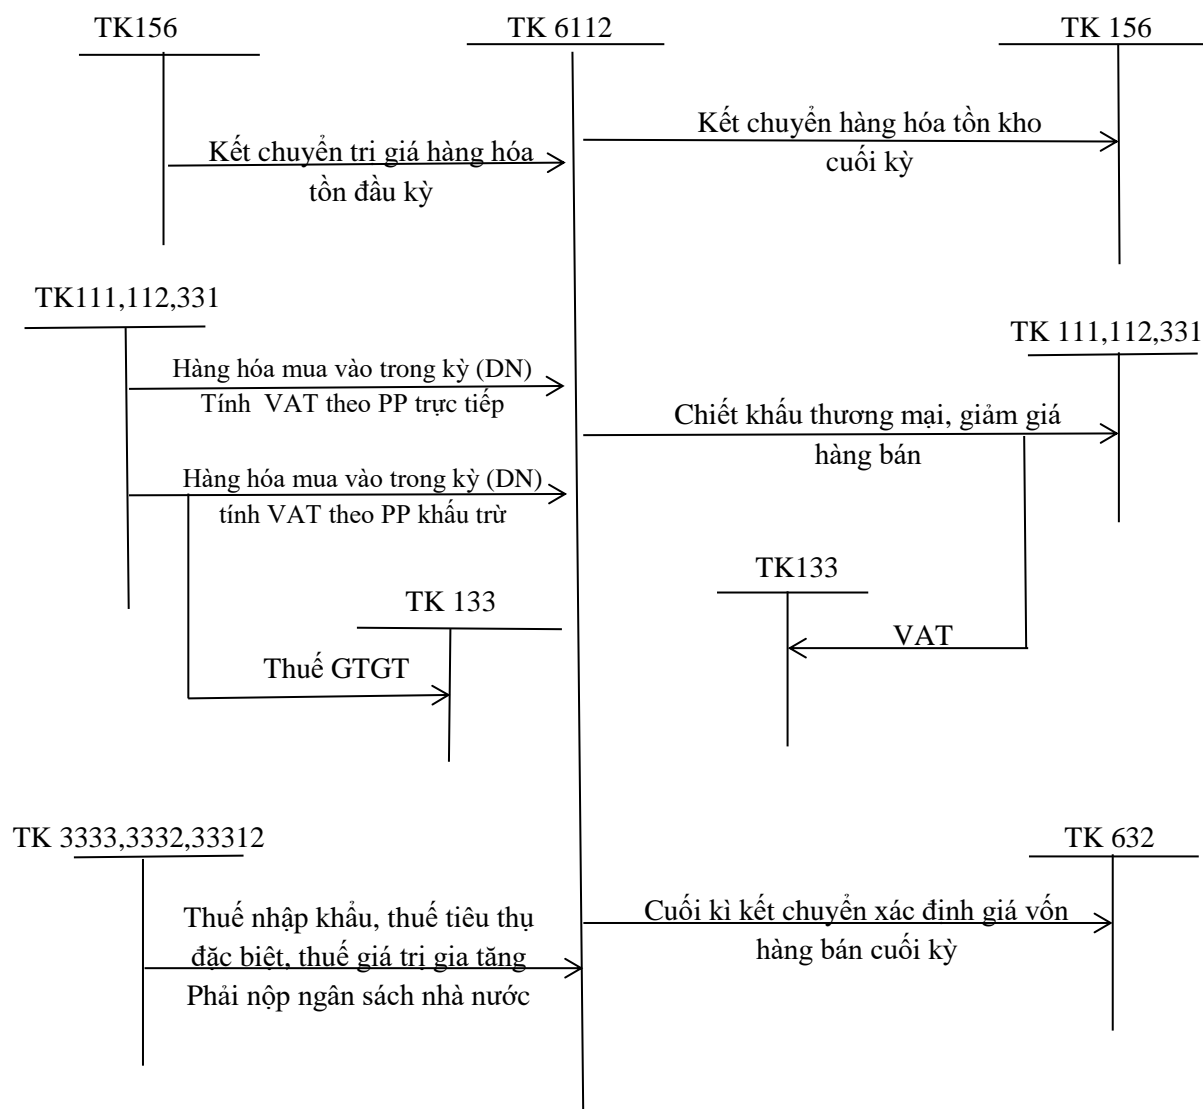 TK156
TK 6112
TK 156
Kết chuyển tri giá hàng hóa
tồn đầu kỳ
Kết chuyển hàng hóa tồn kho
cuối kỳ
TK111,112,331
TK 111,112,331
Hàng hóa mua vào trong kỳ (DN)
Tính VAT theo PP trực tiếp
Chiết khấu thương mại, giảm giá
hàng bán
Hàng hóa mua vào trong kỳ (DN)
tính VAT theo PP khấu trừ
TK 133
TK133
Thuế GTGT
VAT
TK 3333,3332,33312
TK 632
Thuế nhập khẩu, thuế tiêu thụ
đặc biệt, thuế giá trị gia tăng
Phải nộp ngân sách nhà nước
Cuối kì kết chuyển xác định giá vốn
hàng bán cuối kỳ